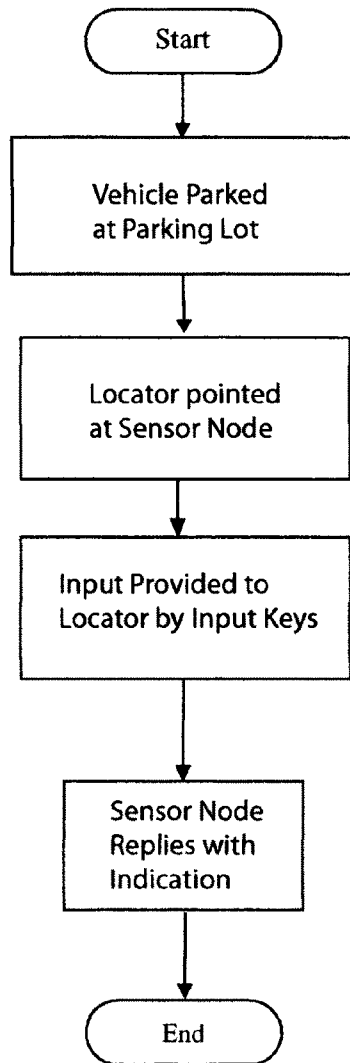 Start
Vehicle Parked
at Parking Lot
Locator pointed
at Sensor Node
Input Provided to
Locator by Input Keys
Sensor Node
Replies with
Indication
End